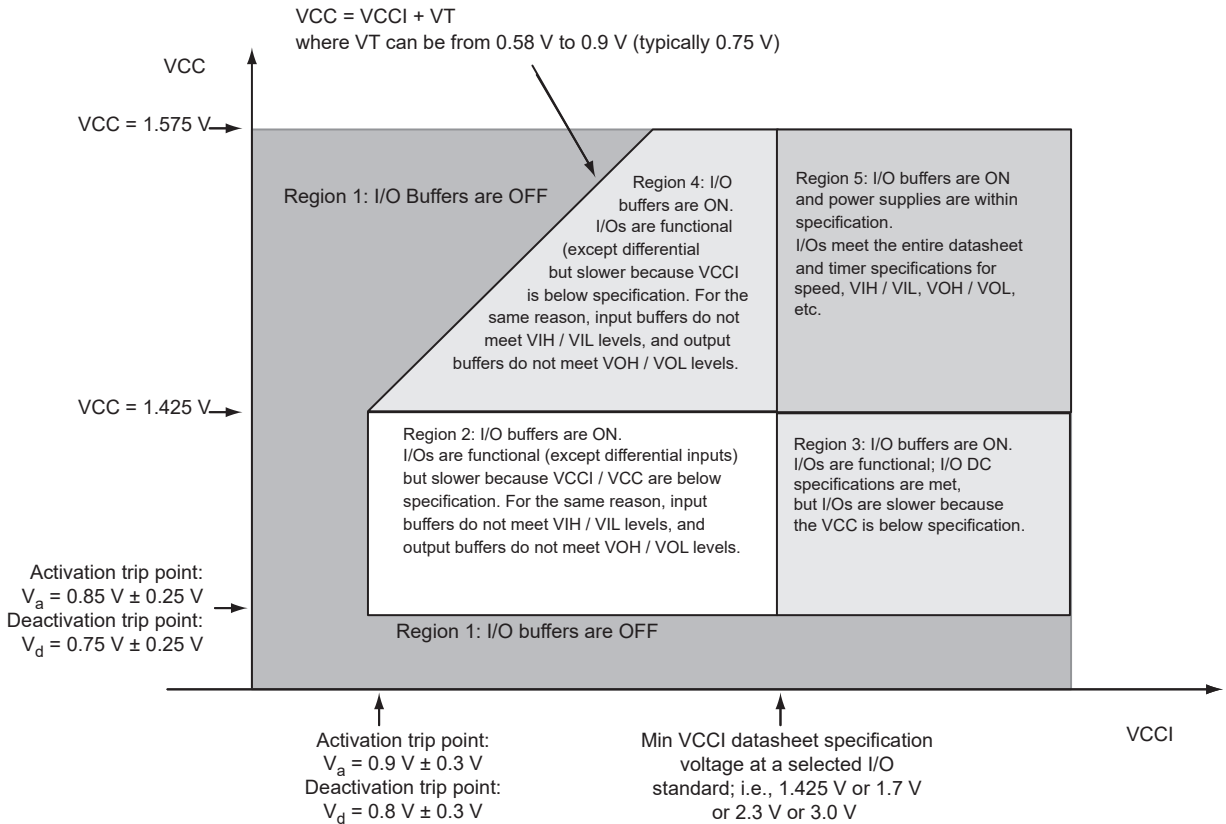 VCC = VCCI + VT
where VT can be from 0.58 V to 0.9 V (typically 0.75 V)
VCC
VCC = 1.575 V
Region 1: I/O Buffers are OFF
Region 4: I/O
buffers are ON.
I/Os are functional
(except differential
but slower because VCCI
is below specification. For the
same reason, input buffers do not
meet VIH / VIL levels, and output
buffers do not meet VOH / VOL levels.
Region 5: I/O buffers are ON
and power supplies are within
specification.
I/Os meet the entire datasheet
and timer specifications for
speed, VIH / VIL, VOH / VOL,
etc.
VCC = 1.425 V
Region 2: I/O buffers are ON.
I/Os are functional (except differential inputs)
but slower because VCCI / VCC are below
specification. For the same reason, input
buffers do not meet VIH / VIL levels, and
output buffers do not meet VOH / VOL levels.
Region 3: I/O buffers are ON.
I/Os are functional; I/O DC
specifications are met,
but I/Os are slower because
the VCC is below specification.
Activation trip point:
Va = 0.85 V ± 0.25 V
Deactivation trip point:
Vd = 0.75 V ± 0.25 V
Region 1: I/O buffers are OFF
Activation trip point:
Va = 0.9 V ± 0.3 V
Deactivation trip point:
Vd = 0.8 V ± 0.3 V
Min VCCI datasheet specification
voltage at a selected I/O
standard; i.e., 1.425 V or 1.7 V
or 2.3 V or 3.0 V
VCCI